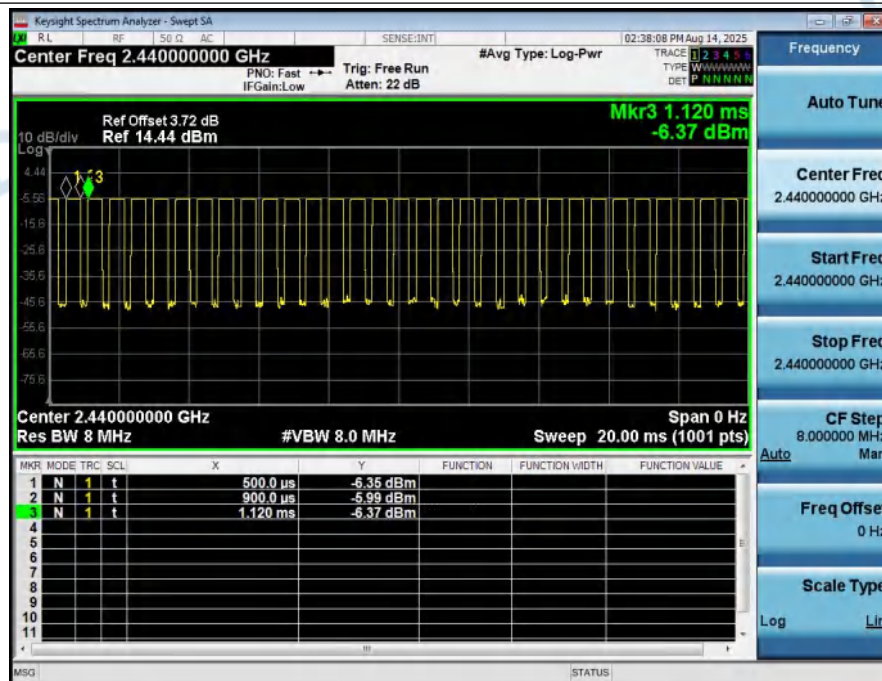 Keysight Spectrum Analyzer - Swept SA
RL RF 50 Ω AC SENSE:INT 02:38:08 PM Aug 14, 2025
Center Freq 2.440000000 GHz #Avg Type: Log-Pwr TRACE 1 2 3 4 5 6
PNO: Fast Trig: Free Run TYPE WWWWWW
IFGain:Low Atten: 22 dB DET P N N N N N
Mkr3 1.120 ms
Ref Offset 3.72 dB
10 dB/div Ref 14.44 dBm -6.37 dBm
Log
4.44
-5.56
-15.6
-25.6
-35.6
-45.6
-55.6
-65.6
-75.6
Center 2.440000000 GHz Span 0 Hz
Res BW 8 MHz #VBW 8.0 MHz Sweep 20.00 ms (1001 pts)
MKR MODE TRC SCL X Y FUNCTION FUNCTION WIDTH FUNCTION VALUE
1 N 1 t 500.0 µs -6.35 dBm
2 N 1 t 900.0 µs -5.99 dBm
3 N 1 t 1.120 ms -6.37 dBm
4
5
6
7
8
9
10
11
MSG STATUS
Frequency
Auto Tune
Center Freq
2.440000000 GHz
Start Freq
2.440000000 GHz
Stop Freq
2.440000000 GHz
CF Step
8.000000 MHz
Auto Man
Freq Offset
0 Hz
Scale Type
Log Lin